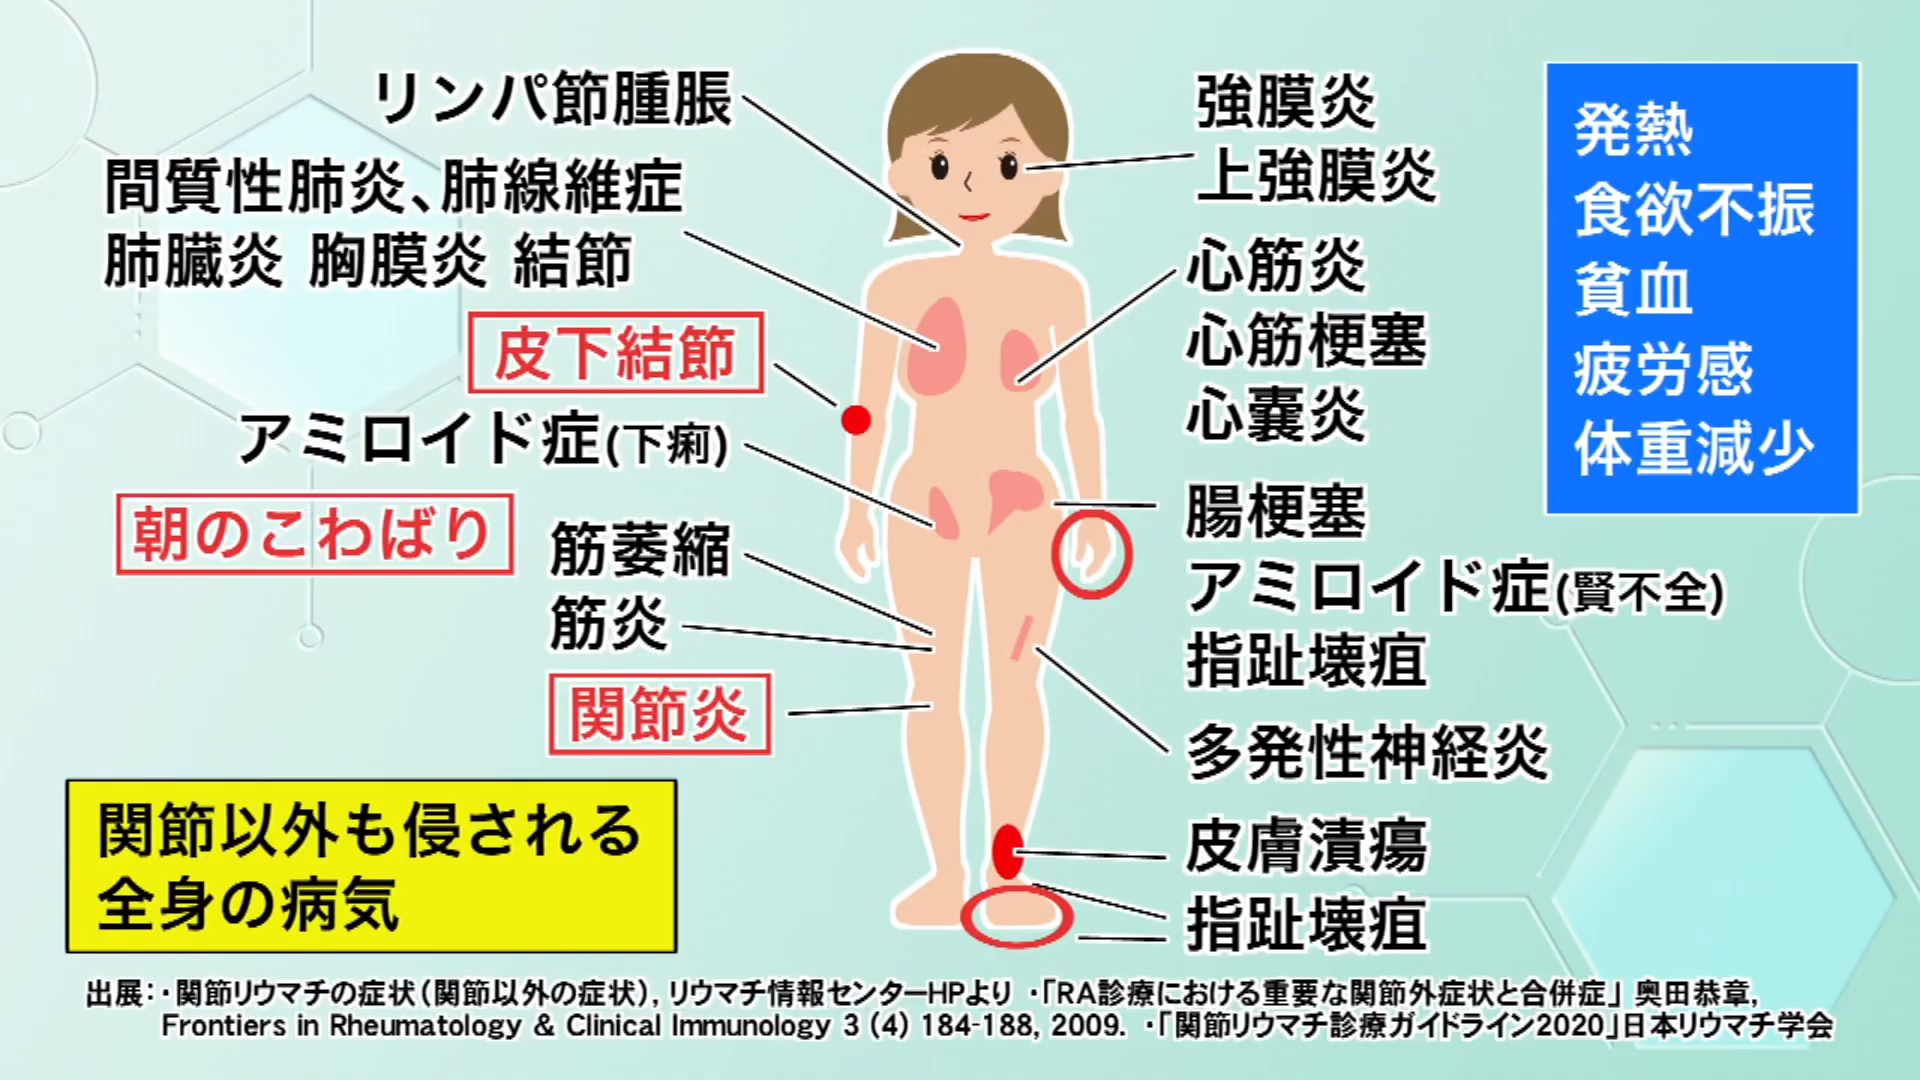 リンパ節腫脹
間質性肺炎、肺線維症
肺臓炎 胸膜炎 結節
皮下結節
アミロイド症(下痢)
朝のこわばり
筋萎縮
筋炎
関節炎
関節以外も侵される
全身の病気
強膜炎
上強膜炎
心筋炎
心筋梗塞
心嚢炎
腸梗塞
アミロイド症(賢不全)
指趾壊疽
多発性神経炎
皮膚潰瘍
指趾壊疽
発熱
食欲不振
貧血
疲労感
体重減少
出展:・関節リウマチの症状(関節以外の症状), リウマチ情報センターHPより ・「RA診療における重要な関節外症状と合併症」 奥田恭章,
Frontiers in Rheumatology & Clinical Immunology 3 (4) 184-188, 2009. ・「関節リウマチ診療ガイドライン2020」日本リウマチ学会